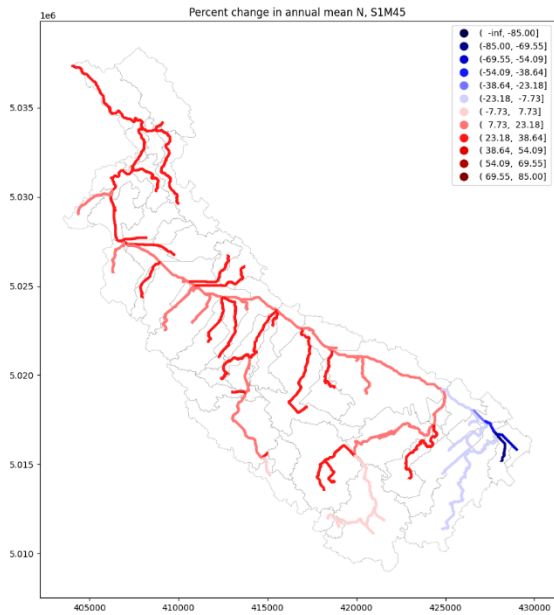 Percent change in annual mean N, S1M45
1e6
( -inf, -85.00]
(-85.00, -69.55]
(-69.55, -54.09]
(-54.09, -38.64]
(-38.64, -23.18]
(-23.18, -7.73]
( -7.73, 7.73]
( 7.73, 23.18]
( 23.18, 38.64]
( 38.64, 54.09]
( 54.09, 69.55]
( 69.55, 85.00]
5.035
5.030
5.025
5.020
5.015
5.010
405000 410000 415000 420000 425000 430000